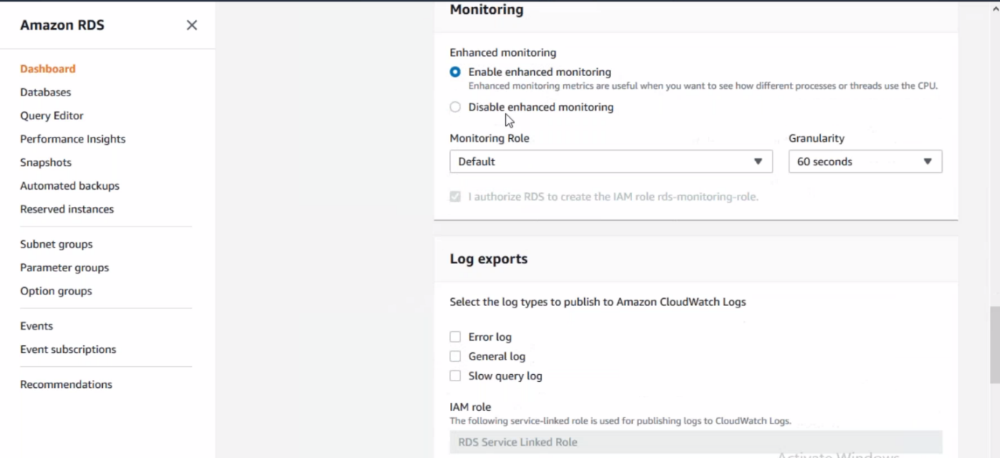 Amazon RDS
Dashboard
Databases
Query Editor
Performance Insights
Snapshots
Automated backups
Reserved instances
Subnet groups
Parameter groups
Option groups
Events
Event subscriptions
Recommendations
Monitoring
Enhanced monitoring
Enable enhanced monitoring
Enhanced monitoring metrics are useful when you want to see how different processes or threads use the CPU.
Disable enhanced monitoring
Monitoring Role
Granularity
Default
60 seconds
I authorize RDS to create the IAM role rds-monitoring-role.
Log exports
Select the log types to publish to Amazon CloudWatch Logs
Error log
General log
Slow query log
IAM role
The following service-linked role is used for publishing logs to CloudWatch Logs.
RDS Service Linked Role
Activate Windows